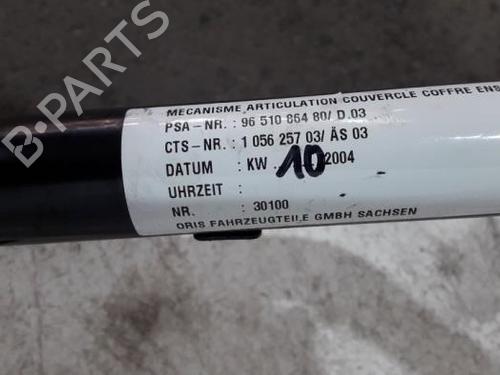 B-PARTS
MECANISME ARTICULATION COUVERCLE COFFRE ENS
PSA-NR. : 96 510 864 80/ D.03
CTS-NR. : 1 056 257 03/ ÄS 03
DATUM : KW 10 2004
UHRZEIT :
NR. : 30100
ORIS FAHRZEUGTEILE GMBH SACHSEN